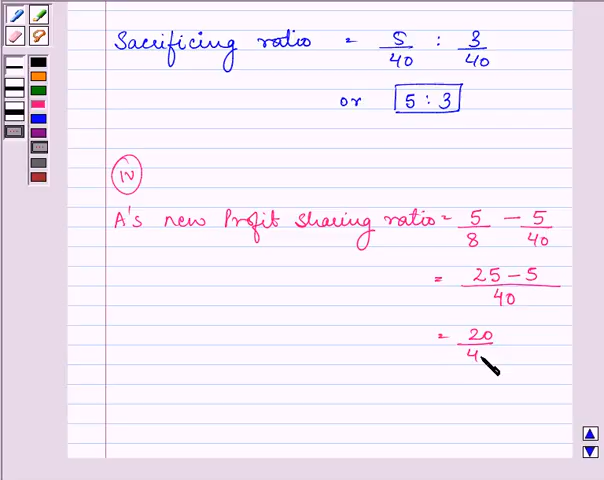 Sacrificing ratio = 5/40 : 3/40
or 5 : 3
iv
A's new Profit sharing ratio = 5/8 - 5/40
= 25-5/40
= 20/4